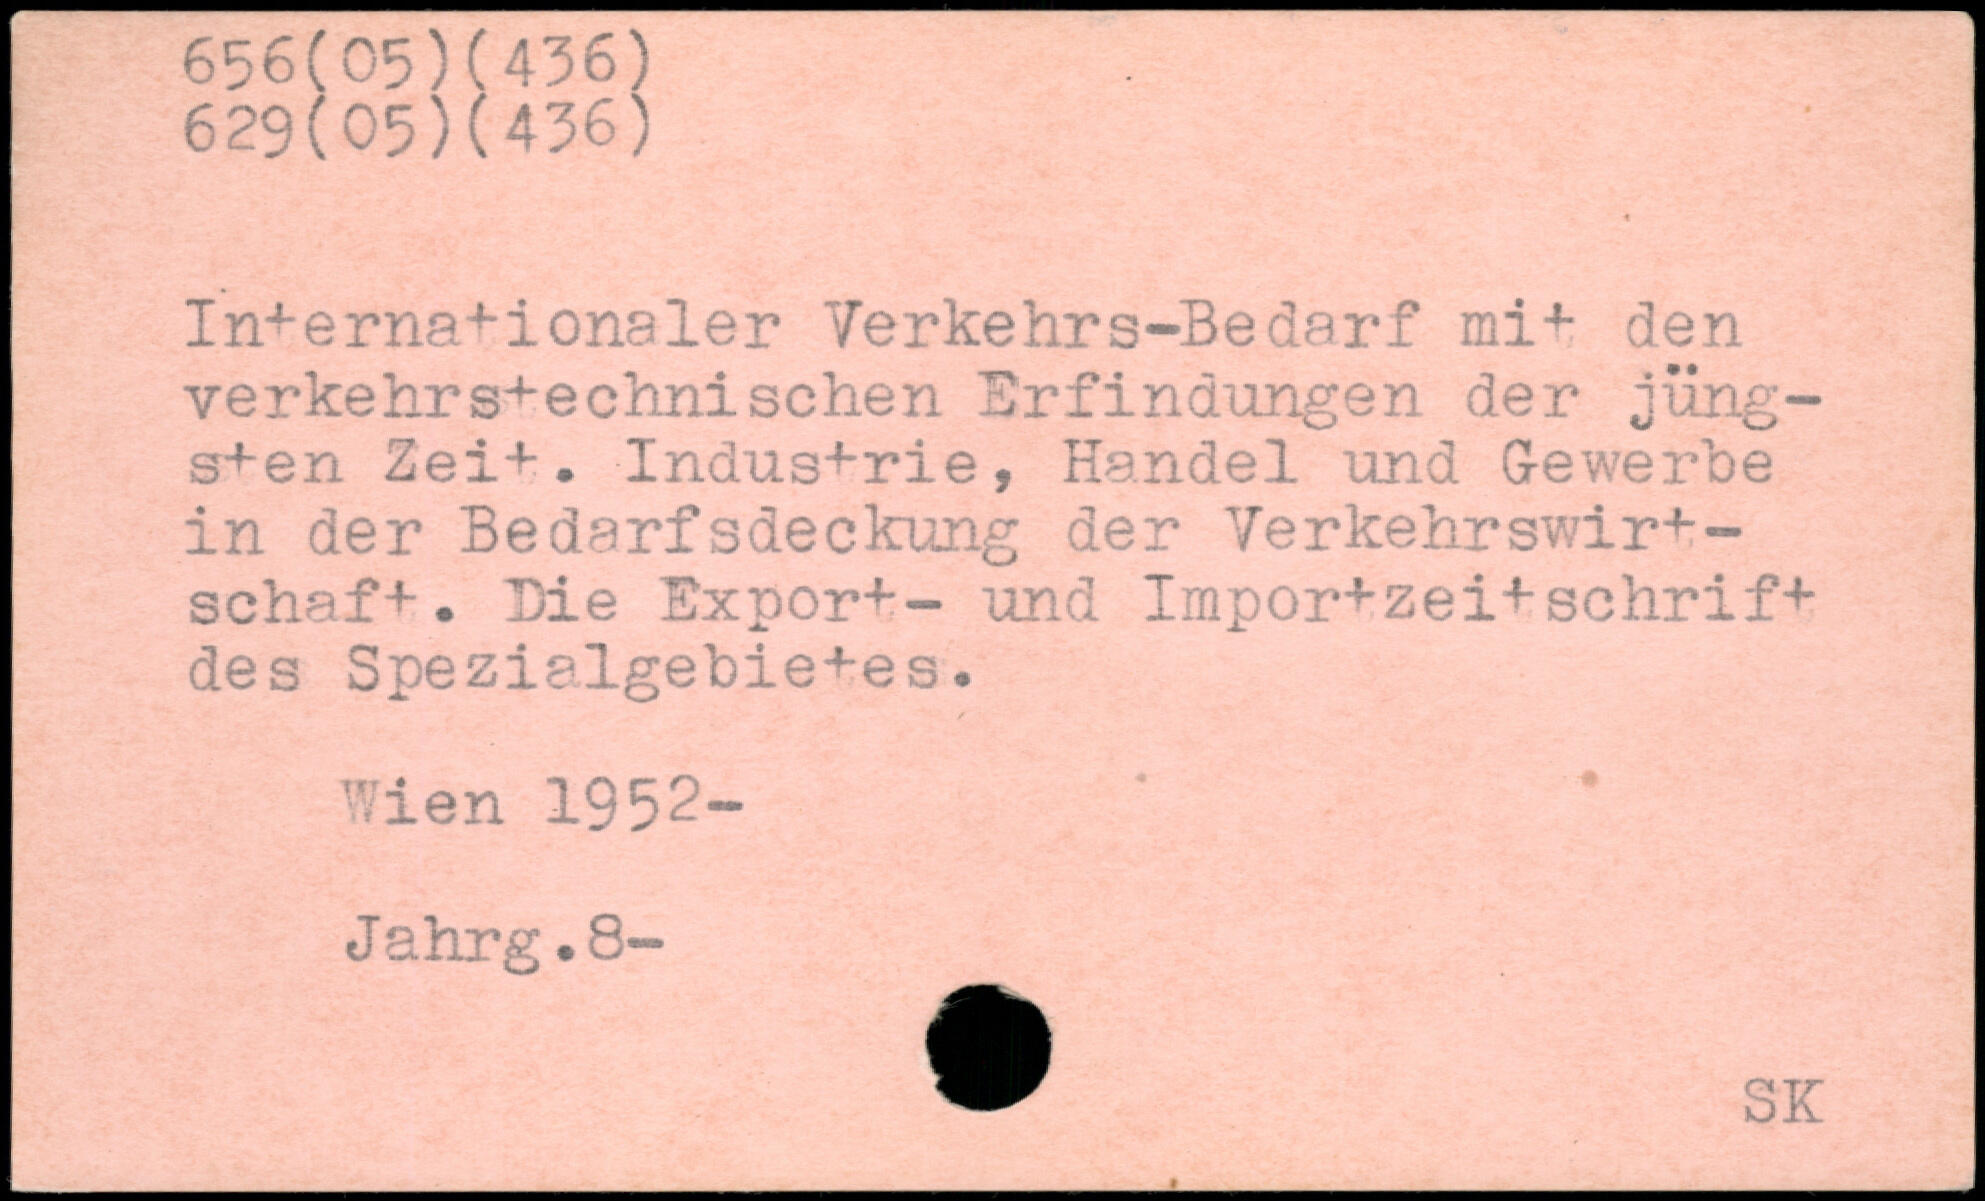 656(05)(436)
629(05)(436)
Internationaler Verkehrs-Bedarf mit den
verkehrstechnischen Erfindungen der jüng-
sten Zeit. Industrie, Handel und Gewerbe
in der Bedarfsdeckung der Verkehrswirt-
schaft. Die Export- und Importzeitschrift
des Spezialgebietes.
Wien 1952-
Jahrg.8-
SK